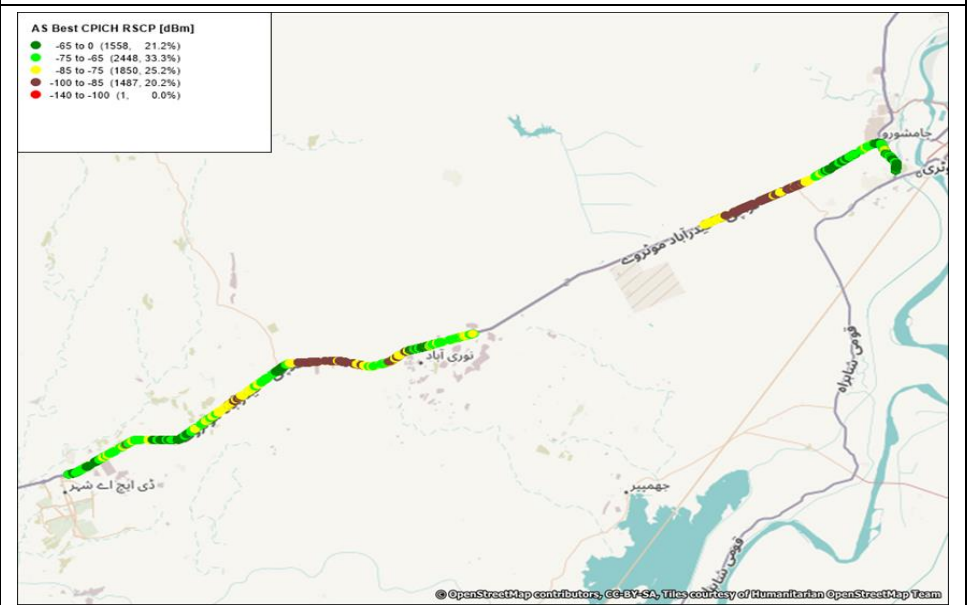 AS Best CPICH RSCP [dBm]
-65 to 0 (1558, 21.2%)
-75 to -65 (2448, 33.3%)
-85 to -75 (1850, 25.2%)
-100 to -85 (1487, 20.2%)
-140 to -100 (1, 0.0%)
جامشورو
موٹروے
نوری آباد
قومی شاہراہ
ڈی ایچ اے شہر
جھمپیر
© OpenStreetMap contributors, CC-BY-SA, Tiles courtesy of Humanitarian OpenStreetMap Team